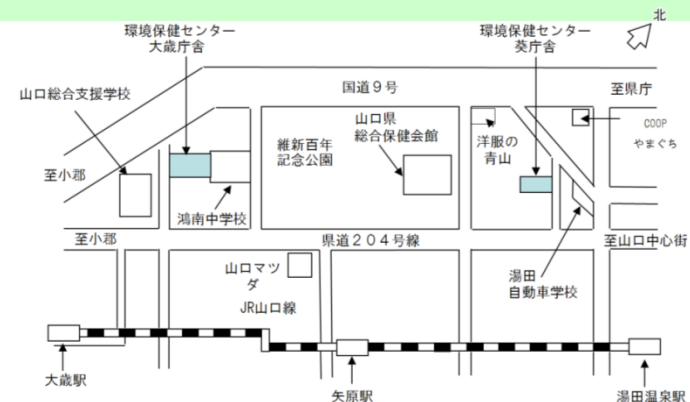 北
環境保健センター
大歳庁舎
環境保健センター
葵庁舎
国道９号
至県庁
山口総合支援学校
山口県
総合保健会館
維新百年
記念公園
洋服の
青山
COOP
やまぐち
至小郡
鴻南中学校
至小郡
県道２０４号線
至山口中心街
山口マツ
ダ
湯田
自動車学校
JR山口線
大歳駅
矢原駅
湯田温泉駅